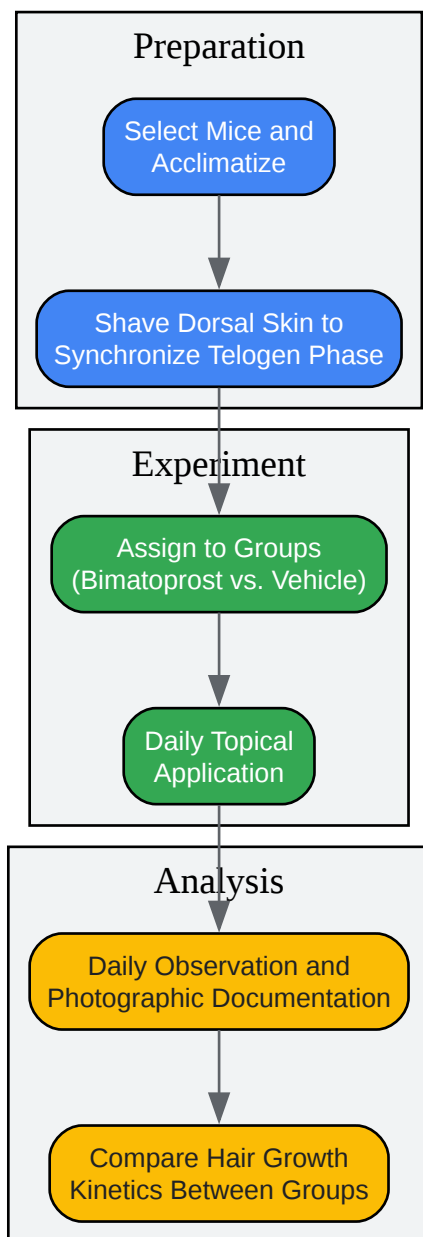 Preparation
Select Mice and
Acclimatize
Shave Dorsal Skin to
Synchronize Telogen Phase
Experiment
Assign to Groups
(Bimatoprost vs. Vehicle)
Daily Topical
Application
Analysis
Daily Observation and
Photographic Documentation
Compare Hair Growth
Kinetics Between Groups